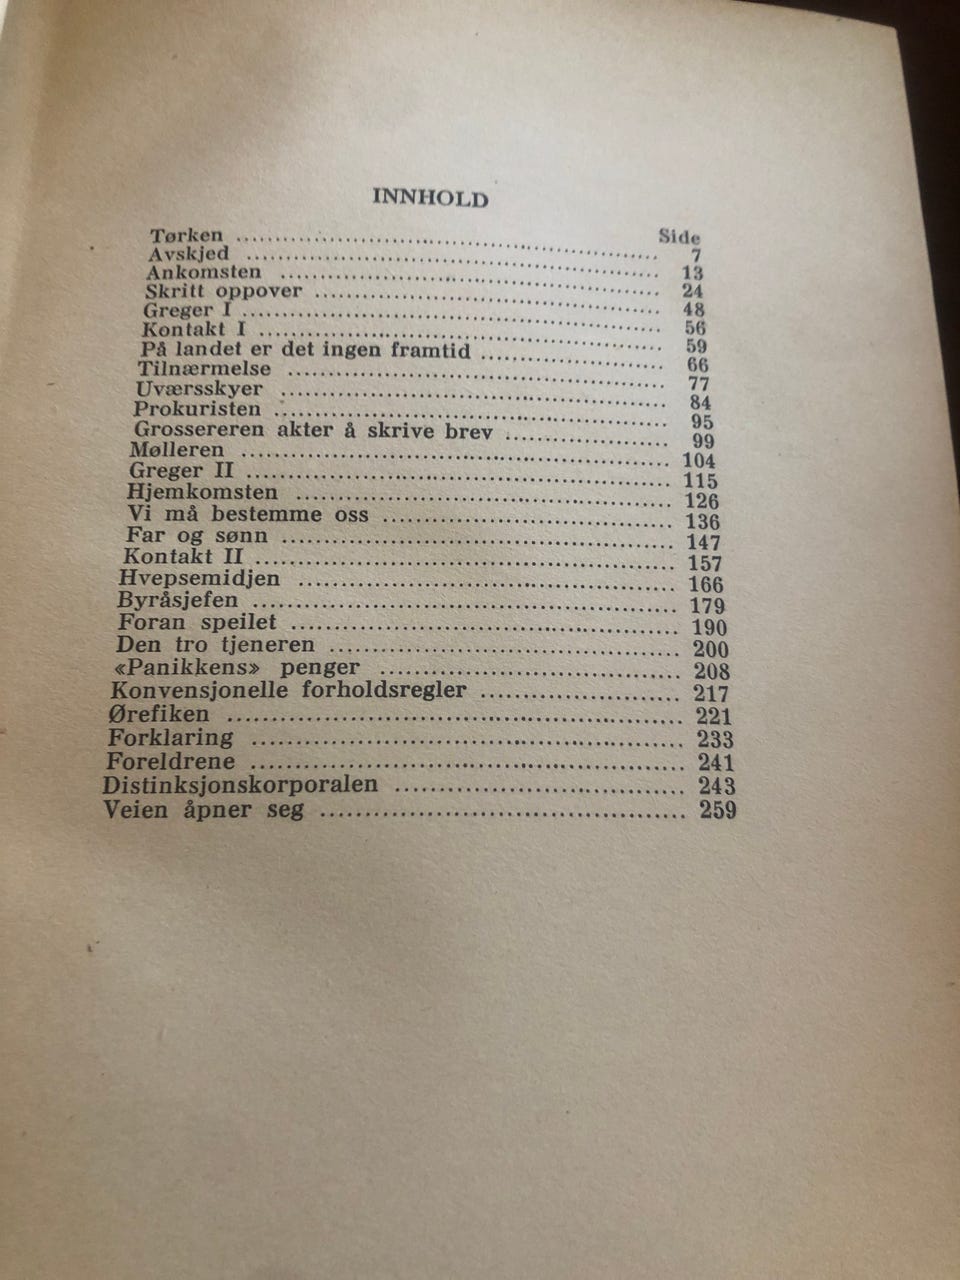 INNHOLD
Side
Tørken ........................................ 7
Avskjed ........................................ 13
Ankomsten ........................................ 24
Skritt oppover ........................................ 48
Greger I ........................................ 56
Kontakt I ........................................ 59
På landet er det ingen framtid ........................................ 66
Tilnærmelse ........................................ 77
Uværsskyer ........................................ 84
Prokuristen ........................................ 95
Grossereren akter å skrive brev ........................................ 99
Mølleren ........................................ 104
Greger II ........................................ 115
Hjemkomsten ........................................ 126
Vi må bestemme oss ........................................ 136
Far og sønn ........................................ 147
Kontakt II ........................................ 157
Hvepsemidjen ........................................ 166
Byråsjefen ........................................ 179
Foran speilet ........................................ 190
Den tro tjeneren ........................................ 200
«Panikkens» penger ........................................ 208
Konvensjonelle forholdsregler ........................................ 217
Ørefiken ........................................ 221
Forklaring ........................................ 233
Foreldrene ........................................ 241
Distinksjonskorporalen ........................................ 243
Veien åpner seg ........................................ 259